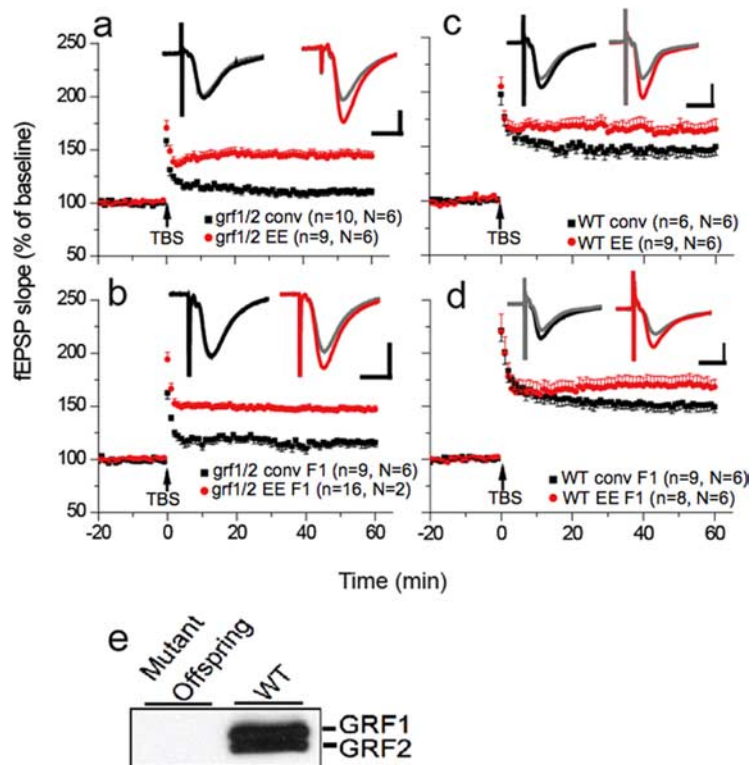 a
c
250
200
150
100
50
TBS
grf1/2 conv (n=10, N=6)
grf1/2 EE (n=9, N=6)
TBS
WT conv (n=6, N=6)
WT EE (n=9, N=6)
fEPSP slope (% of baseline)
b
d
250
200
150
100
50
TBS
grf1/2 conv F1 (n=9, N=6)
grf1/2 EE F1 (n=16, N=2)
TBS
WT conv F1 (n=9, N=6)
WT EE F1 (n=8, N=6)
-20 0 20 40 60
-20 0 20 40 60
Time (min)
e
Mutant
Offspring
WT
GRF1
GRF2